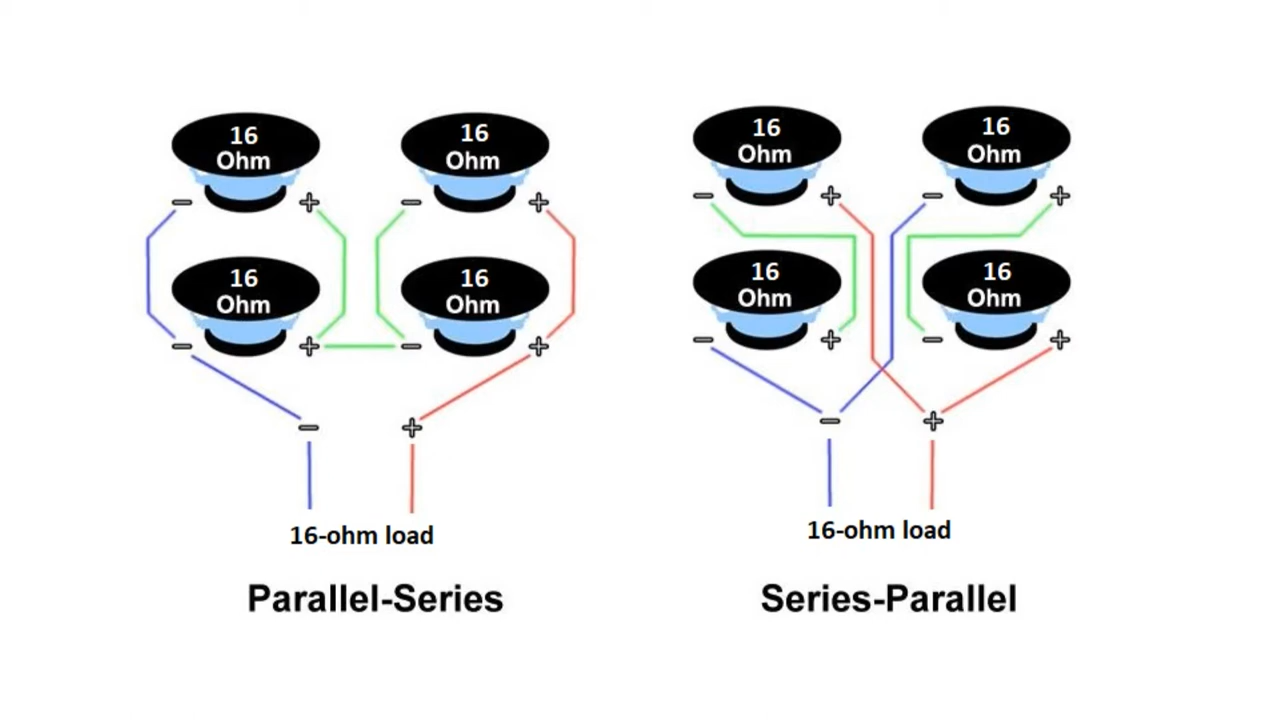 16
Ohm
16
Ohm
−
+
−
+
16
Ohm
16
Ohm
−
+
−
+
−
+
16-ohm load
Parallel-Series
16
Ohm
16
Ohm
−
+
−
+
16
Ohm
16
Ohm
−
+
−
+
−
+
16-ohm load
Series-Parallel